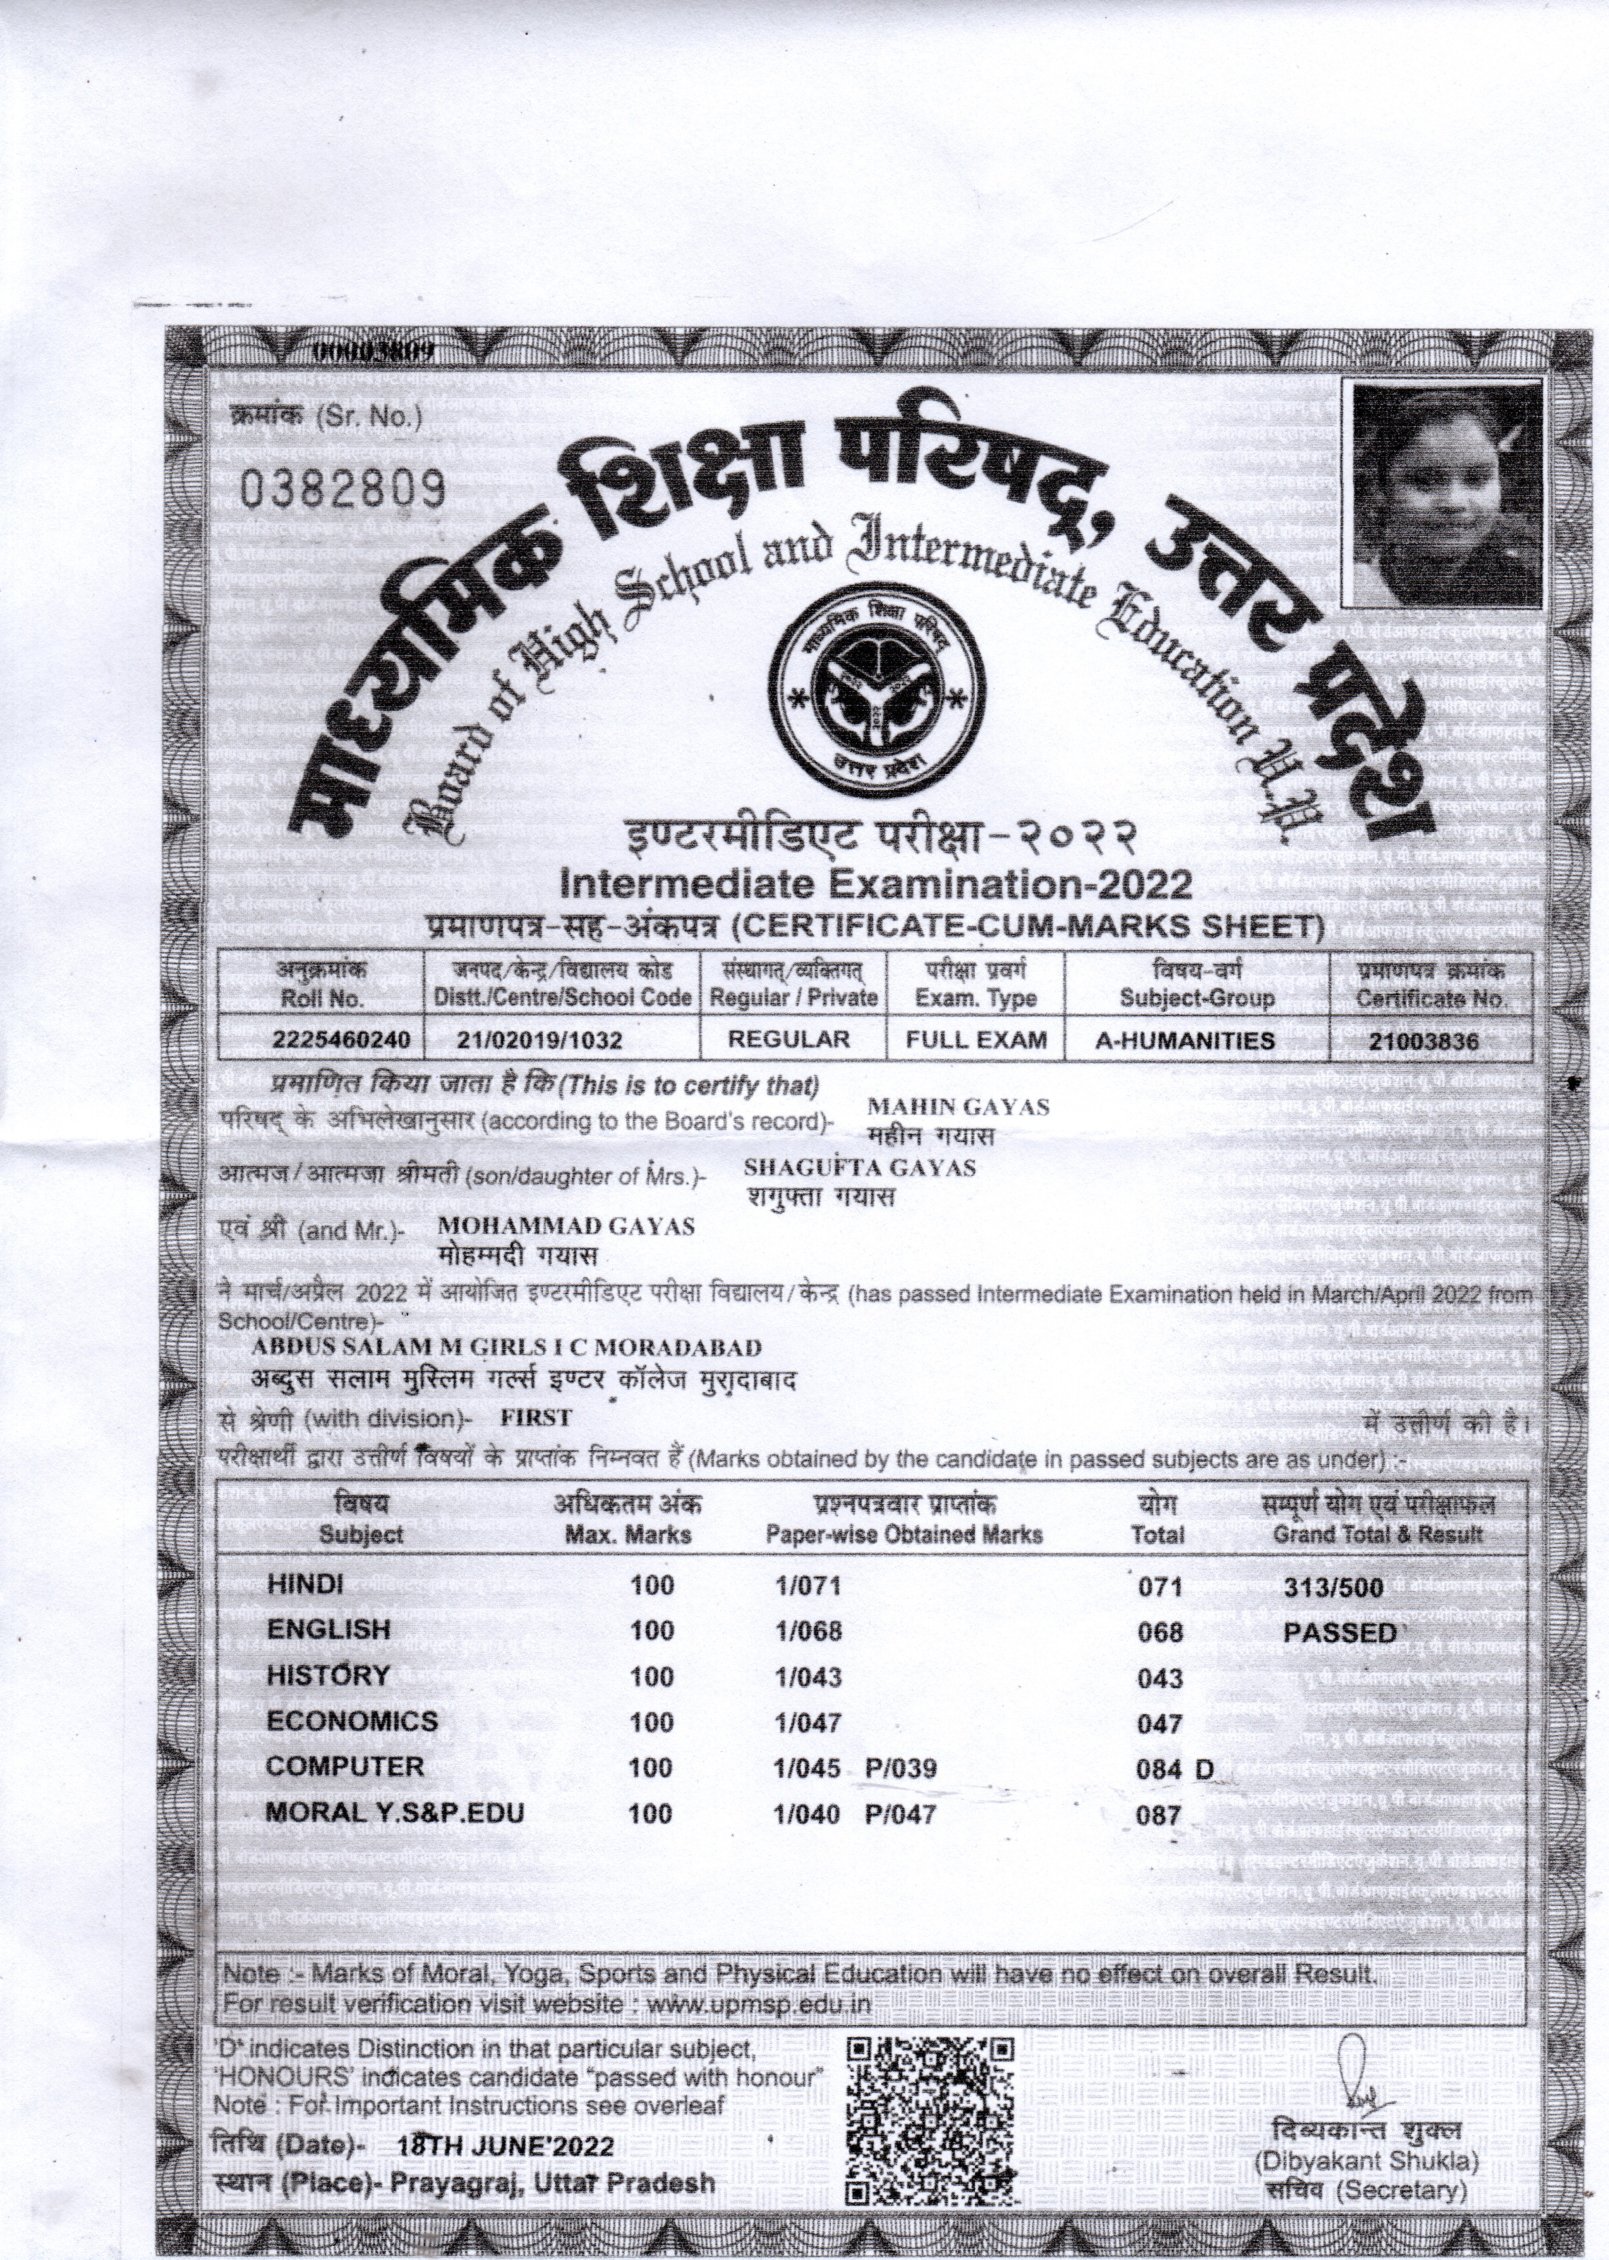 00003809
क्रमांक (Sr. No.)
0382809
माध्यमिक शिक्षा परिषद्, उत्तर प्रदेश
Board of High School and Intermediate Education U.P.
माध्यमिक शिक्षा परिषद
उत्तर प्रदेश
इण्टरमीडिएट परीक्षा-२०२२
Intermediate Examination-2022
प्रमाणपत्र-सह-अंकपत्र (CERTIFICATE-CUM-MARKS SHEET)
अनुक्रमांक जनपद/केन्द्र/विद्यालय कोड संस्थागत्/व्यक्तिगत् परीक्षा प्रवर्ग विषय-वर्ग प्रमाणपत्र क्रमांक
Roll No. Distt./Centre/School Code Regular / Private Exam. Type Subject-Group Certificate No.
2225460240 21/02019/1032 REGULAR FULL EXAM A-HUMANITIES 21003836
प्रमाणित किया जाता है कि (This is to certify that)
परिषद् के अभिलेखानुसार (according to the Board's record)- MAHIN GAYAS
महीन गयास
आत्मज/आत्मजा श्रीमती (son/daughter of Mrs.)- SHAGUFTA GAYAS
शगुफ्ता गयास
एवं श्री (and Mr.)- MOHAMMAD GAYAS
मोहम्मदी गयास
ने मार्च/अप्रैल 2022 में आयोजित इण्टरमीडिएट परीक्षा विद्यालय/केन्द्र (has passed Intermediate Examination held in March/April 2022 from
School/Centre)-
ABDUS SALAM M GIRLS I C MORADABAD
अब्दुस सलाम मुस्लिम गर्ल्स इण्टर कॉलेज मुरादाबाद
से श्रेणी (with division)- FIRST में उत्तीर्ण की है।
परीक्षार्थी द्वारा उत्तीर्ण विषयों के प्राप्तांक निम्नवत हैं (Marks obtained by the candidate in passed subjects are as under) :-
विषय अधिकतम अंक प्रश्नपत्रवार प्राप्तांक योग सम्पूर्ण योग एवं परीक्षाफल
Subject Max. Marks Paper-wise Obtained Marks Total Grand Total & Result
HINDI 100 1/071 071 313/500
ENGLISH 100 1/068 068 PASSED
HISTORY 100 1/043 043
ECONOMICS 100 1/047 047
COMPUTER 100 1/045 P/039 084 D
MORAL Y.S&P.EDU 100 1/040 P/047 087
Note :- Marks of Moral, Yoga, Sports and Physical Education will have no effect on overall Result.
For result verification visit website : www.upmsp.edu.in
'D' indicates Distinction in that particular subject,
'HONOURS' indicates candidate "passed with honour"
Note : For Important Instructions see overleaf
तिथि (Date)- 18TH JUNE'2022
स्थान (Place)- Prayagraj, Uttar Pradesh
दिव्यकान्त शुक्ल
(Dibyakant Shukla)
सचिव (Secretary)